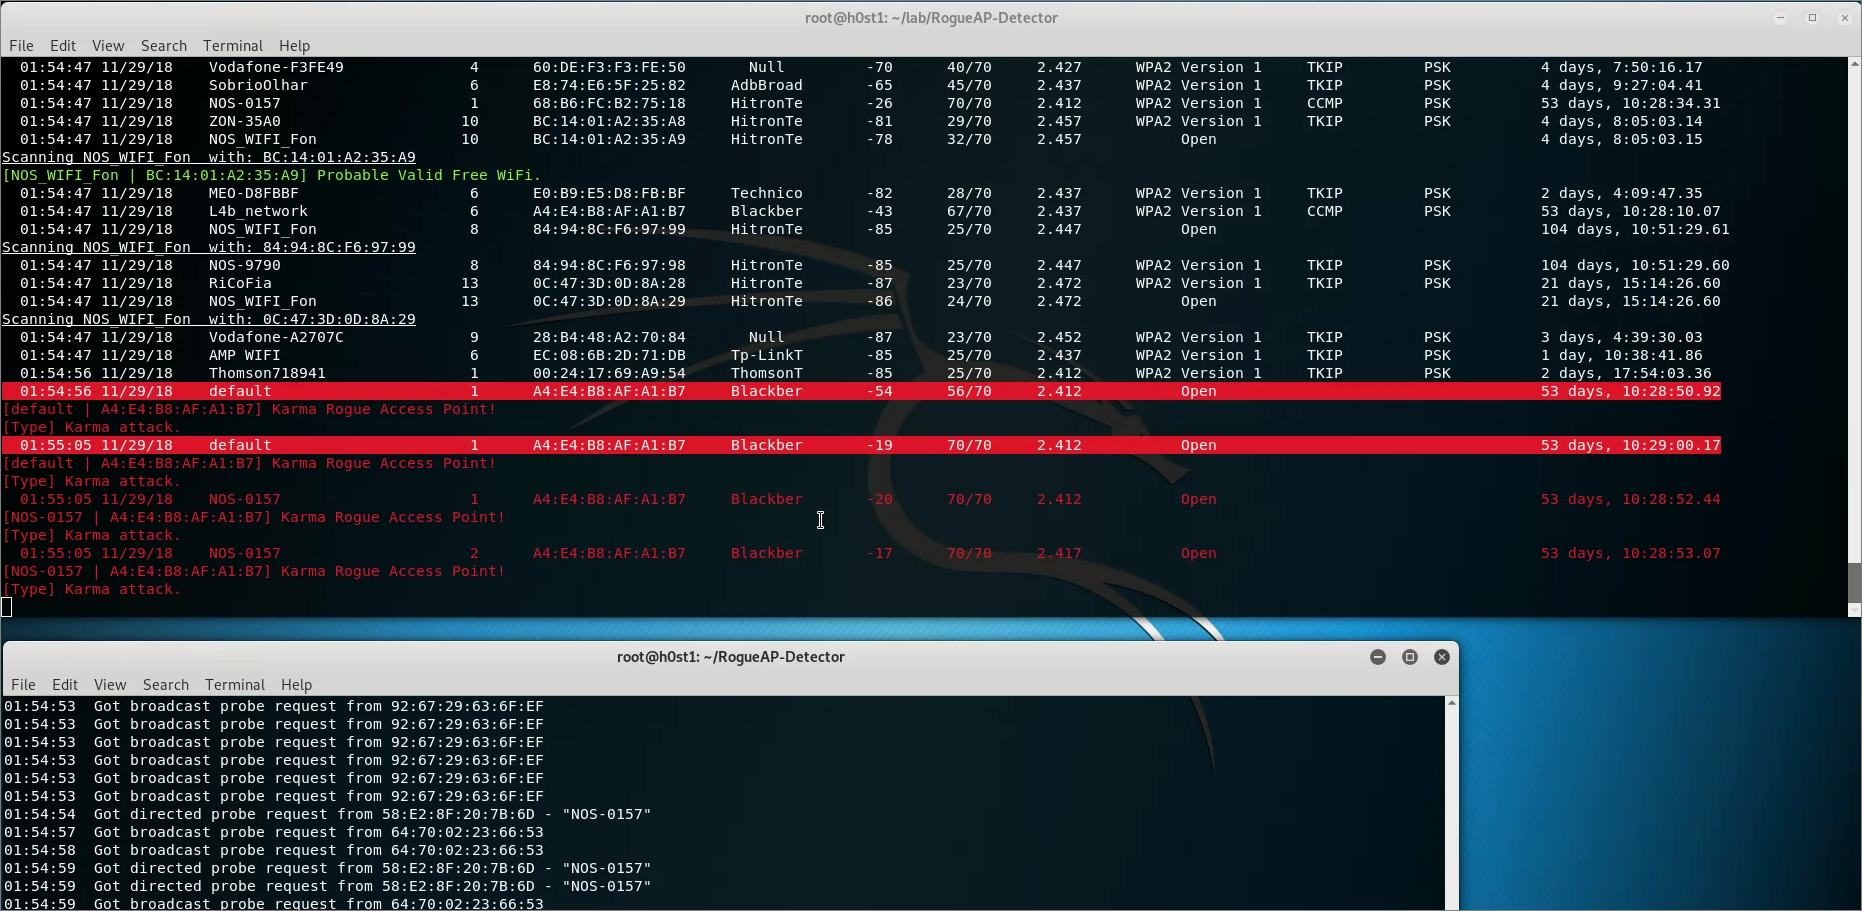 root@h0st1: ~/lab/RogueAP-Detector
File Edit View Search Terminal Help
01:54:47 11/29/18 Vodafone-F3FE49 4 60:DE:F3:F3:FE:50 Null -70 40/70 2.427 WPA2 Version 1 TKIP PSK 4 days, 7:50:16.17
01:54:47 11/29/18 SobrioOlhar 6 E8:74:E6:5F:25:82 AdbBroad -65 45/70 2.437 WPA2 Version 1 TKIP PSK 4 days, 9:27:04.41
01:54:47 11/29/18 NOS-0157 1 68:B6:FC:B2:75:18 HitronTe -26 70/70 2.412 WPA2 Version 1 CCMP PSK 53 days, 10:28:34.31
01:54:47 11/29/18 ZON-35A0 10 BC:14:01:A2:35:A8 HitronTe -81 29/70 2.457 WPA2 Version 1 TKIP PSK 4 days, 8:05:03.14
01:54:47 11/29/18 NOS_WIFI_Fon 10 BC:14:01:A2:35:A9 HitronTe -78 32/70 2.457 Open 4 days, 8:05:03.15
Scanning NOS_WIFI_Fon with: BC:14:01:A2:35:A9
[NOS_WIFI_Fon | BC:14:01:A2:35:A9] Probable Valid Free WiFi.
01:54:47 11/29/18 MEO-D8FBBF 6 E0:B9:E5:D8:FB:BF Technico -82 28/70 2.437 WPA2 Version 1 TKIP PSK 2 days, 4:09:47.35
01:54:47 11/29/18 L4b_network 6 A4:E4:B8:AF:A1:B7 Blackber -43 67/70 2.437 WPA2 Version 1 CCMP PSK 53 days, 10:28:10.07
01:54:47 11/29/18 NOS_WIFI_Fon 8 84:94:8C:F6:97:99 HitronTe -85 25/70 2.447 Open 104 days, 10:51:29.61
Scanning NOS_WIFI_Fon with: 84:94:8C:F6:97:99
01:54:47 11/29/18 NOS-9790 8 84:94:8C:F6:97:98 HitronTe -85 25/70 2.447 WPA2 Version 1 TKIP PSK 104 days, 10:51:29.60
01:54:47 11/29/18 RiCoFia 13 0C:47:3D:0D:8A:28 HitronTe -87 23/70 2.472 WPA2 Version 1 TKIP PSK 21 days, 15:14:26.60
01:54:47 11/29/18 NOS_WIFI_Fon 13 0C:47:3D:0D:8A:29 HitronTe -86 24/70 2.472 Open 21 days, 15:14:26.60
Scanning NOS_WIFI_Fon with: 0C:47:3D:0D:8A:29
01:54:47 11/29/18 Vodafone-A2707C 9 28:B4:48:A2:70:84 Null -87 23/70 2.452 WPA2 Version 1 TKIP PSK 3 days, 4:39:30.03
01:54:47 11/29/18 AMP WIFI 6 EC:08:6B:2D:71:DB Tp-LinkT -85 25/70 2.437 WPA2 Version 1 TKIP PSK 1 day, 10:38:41.86
01:54:56 11/29/18 Thomson718941 1 00:24:17:69:A9:54 ThomsonT -85 25/70 2.412 WPA2 Version 1 TKIP PSK 2 days, 17:54:03.36
01:54:56 11/29/18 default 1 A4:E4:B8:AF:A1:B7 Blackber -54 56/70 2.412 Open 53 days, 10:28:50.92
[default | A4:E4:B8:AF:A1:B7] Karma Rogue Access Point!
[Type] Karma attack.
01:55:05 11/29/18 default 1 A4:E4:B8:AF:A1:B7 Blackber -19 70/70 2.412 Open 53 days, 10:29:00.17
[default | A4:E4:B8:AF:A1:B7] Karma Rogue Access Point!
[Type] Karma attack.
01:55:05 11/29/18 NOS-0157 1 A4:E4:B8:AF:A1:B7 Blackber -20 70/70 2.412 Open 53 days, 10:28:52.44
[NOS-0157 | A4:E4:B8:AF:A1:B7] Karma Rogue Access Point!
[Type] Karma attack.
01:55:05 11/29/18 NOS-0157 2 A4:E4:B8:AF:A1:B7 Blackber -17 70/70 2.417 Open 53 days, 10:28:53.07
[NOS-0157 | A4:E4:B8:AF:A1:B7] Karma Rogue Access Point!
[Type] Karma attack.
root@h0st1: ~/RogueAP-Detector
File Edit View Search Terminal Help
01:54:53 Got broadcast probe request from 92:67:29:63:6F:EF
01:54:53 Got broadcast probe request from 92:67:29:63:6F:EF
01:54:53 Got broadcast probe request from 92:67:29:63:6F:EF
01:54:53 Got broadcast probe request from 92:67:29:63:6F:EF
01:54:53 Got broadcast probe request from 92:67:29:63:6F:EF
01:54:53 Got broadcast probe request from 92:67:29:63:6F:EF
01:54:54 Got directed probe request from 58:E2:8F:20:7B:6D - "NOS-0157"
01:54:57 Got broadcast probe request from 64:70:02:23:66:53
01:54:58 Got broadcast probe request from 64:70:02:23:66:53
01:54:59 Got directed probe request from 58:E2:8F:20:7B:6D - "NOS-0157"
01:54:59 Got directed probe request from 58:E2:8F:20:7B:6D - "NOS-0157"
01:54:59 Got broadcast probe request from 64:70:02:23:66:53